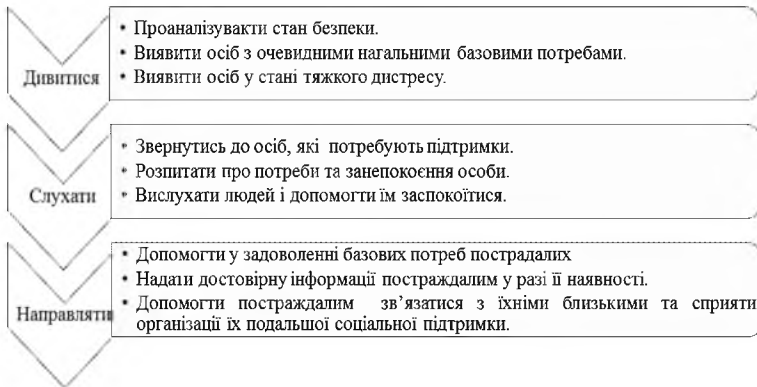 Дивитися
• Проаналізувакти стан безпеки.
• Виявити осіб з очевидними нагальними базовими потребами.
• Виявити осіб у стані тяжкого дистресу.
Слухати
• Звернутись до осіб, які потребують підтримки.
• Розпитати про потреби та занепокоєння особи.
• Вислухати людей і допомогти їм заспокоїтися.
Направляти
• Допомогти у задоволенні базових потреб пострадалих
• Надати достовірну інформації постраждалим у разі її наявності.
• Допомогти постраждалим зв’язатися з їхніми близькими та сприяти
організації їх подальшої соціальної підтримки.